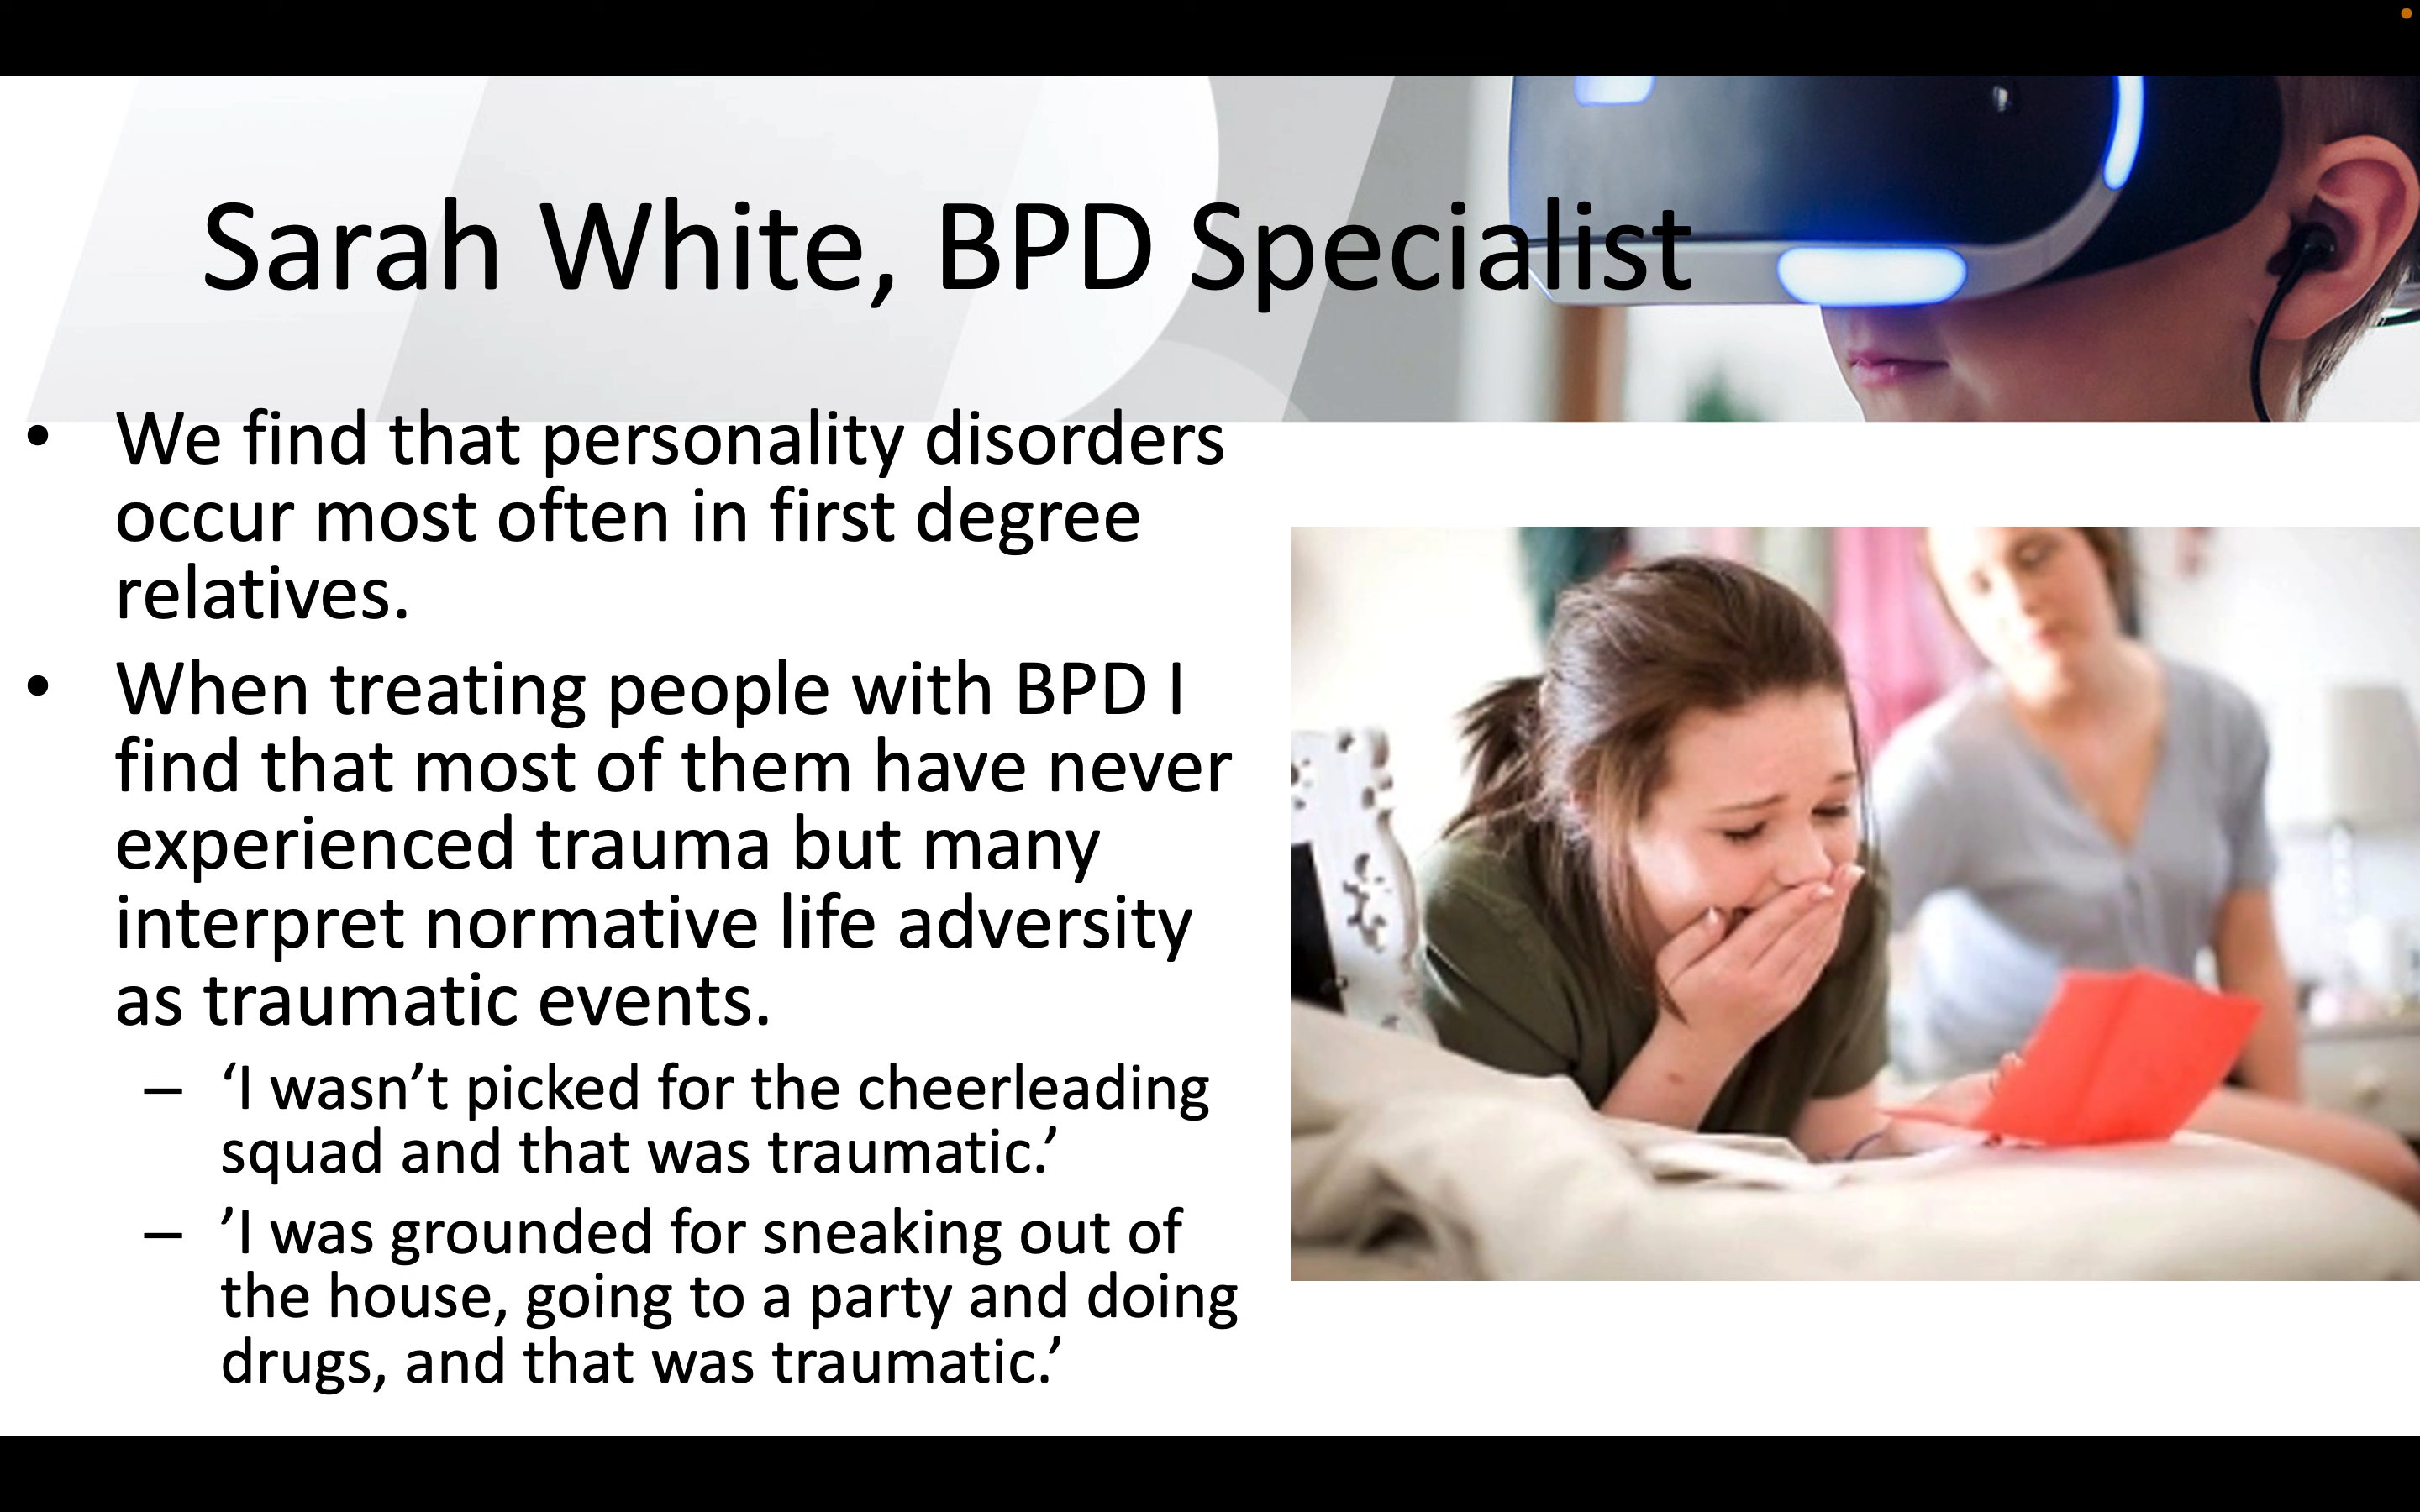 Sarah White, BPD Specialist
• We find that personality disorders
occur most often in first degree
relatives.
• When treating people with BPD I
find that most of them have never
experienced trauma but many
interpret normative life adversity
as traumatic events.
– ‘I wasn’t picked for the cheerleading
squad and that was traumatic.’
– ’I was grounded for sneaking out of
the house, going to a party and doing
drugs, and that was traumatic.’